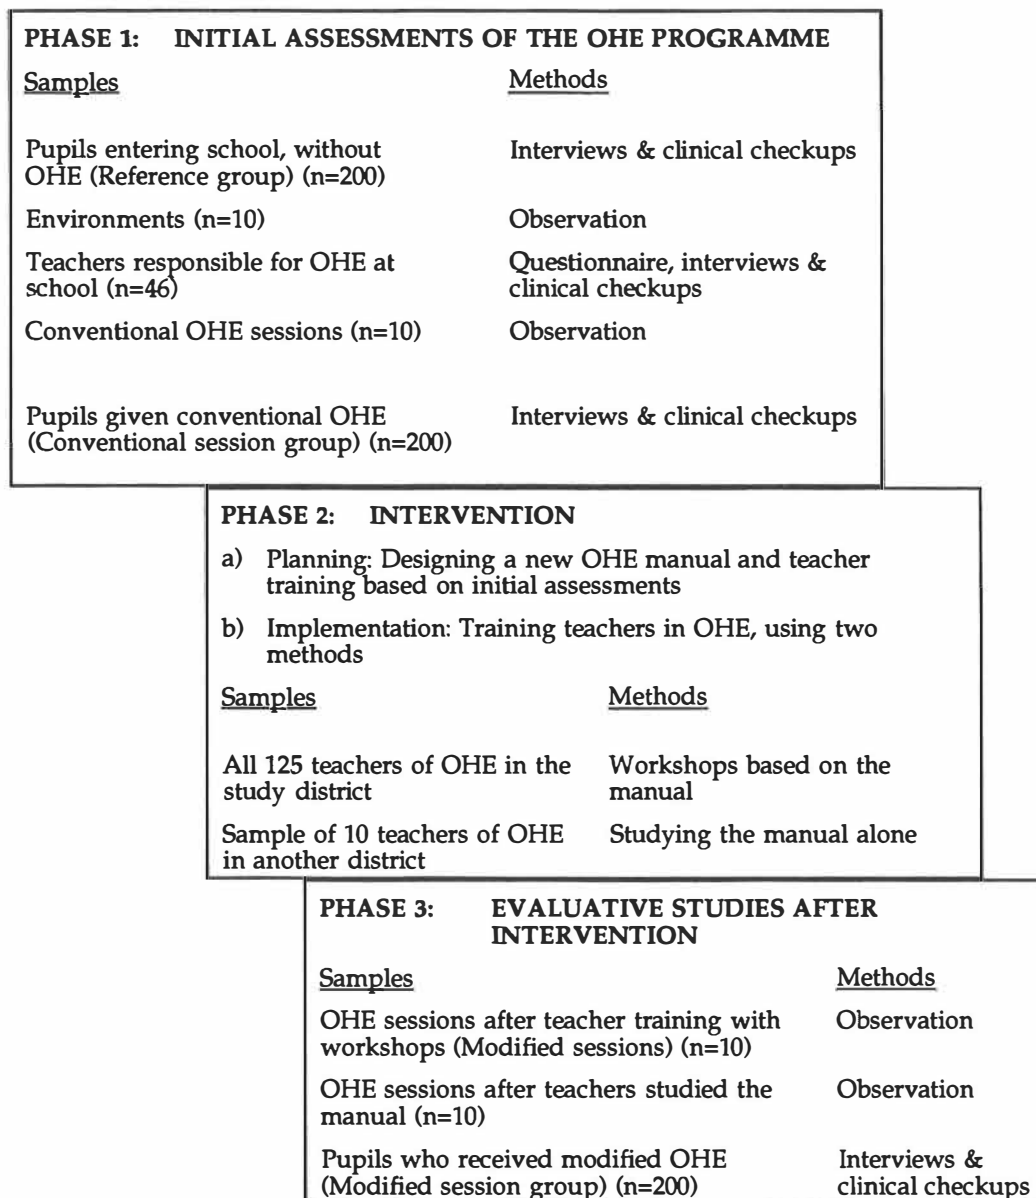 PHASE 1: INITIAL ASSESSMENTS OF THE OHE PROGRAMME
Samples Methods
Pupils entering school, without Interviews & clinical checkups
OHE (Reference group) (n=200)
Environments (n=10) Observation
Teachers responsible for OHE at Questionnaire, interviews &
school (n=46) clinical checkups
Conventional OHE sessions (n=10) Observation
Pupils given conventional OHE Interviews & clinical checkups
(Conventional session group) (n=200)
PHASE 2: INTERVENTION
a) Planning: Designing a new OHE manual and teacher
training based on initial assessments
b) Implementation: Training teachers in OHE, using two
methods
Samples Methods
All 125 teachers of OHE in the Workshops based on the
study district manual
Sample of 10 teachers of OHE Studying the manual alone
in another district
PHASE 3: EVALUATIVE STUDIES AFTER
INTERVENTION
Samples Methods
OHE sessions after teacher training with Observation
workshops (Modified sessions) (n=10)
OHE sessions after teachers studied the Observation
manual (n=10)
Pupils who received modified OHE Interviews &
(Modified session group) (n=200) clinical checkups